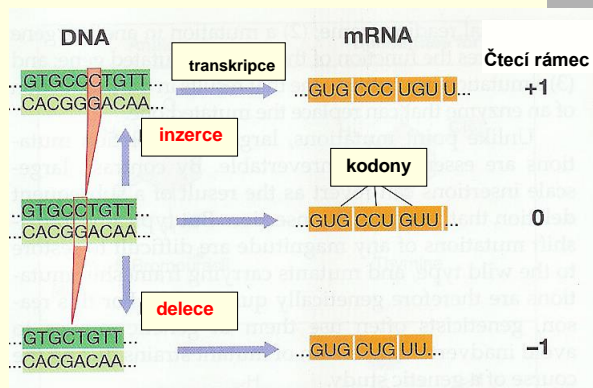 DNA
transkripce
mRNA
Čtecí rámec
...GTGCCCTGTT...
...CACGGGACAA...
...GUG CCC UGU U...
+1
inzerce
kodony
...GTGCCTGTT...
...CACGGACAA...
...GUG CCU GUU...
0
delece
...GTGCTGTT...
...CACGACAA...
...GUG CUG UU...
−1